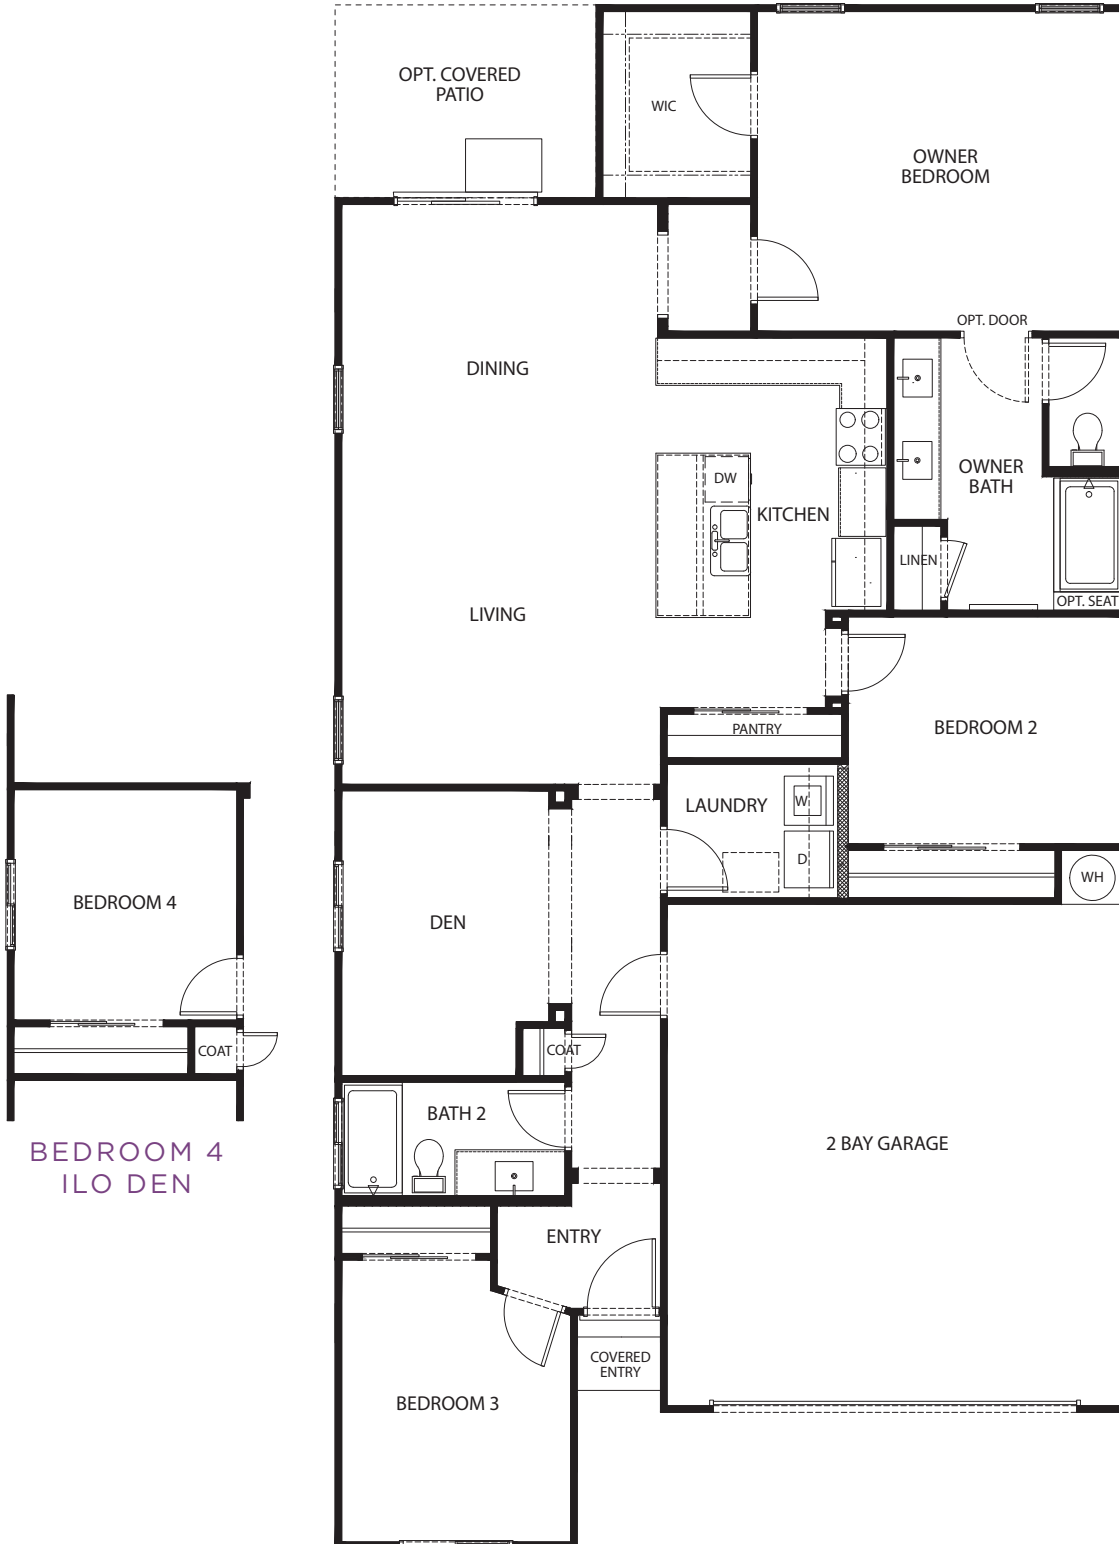 OPT. COVERED
PATIO
WIC
OWNER
BEDROOM
OPT. DOOR
DINING
DW
KITCHEN
OWNER
BATH
LINEN
OPT. SEAT
LIVING
PANTRY
BEDROOM 2
LAUNDRY
W
D
WH
BEDROOM 4
DEN
COAT
COAT
BATH 2
2 BAY GARAGE
BEDROOM 4
ILO DEN
ENTRY
COVERED
ENTRY
BEDROOM 3